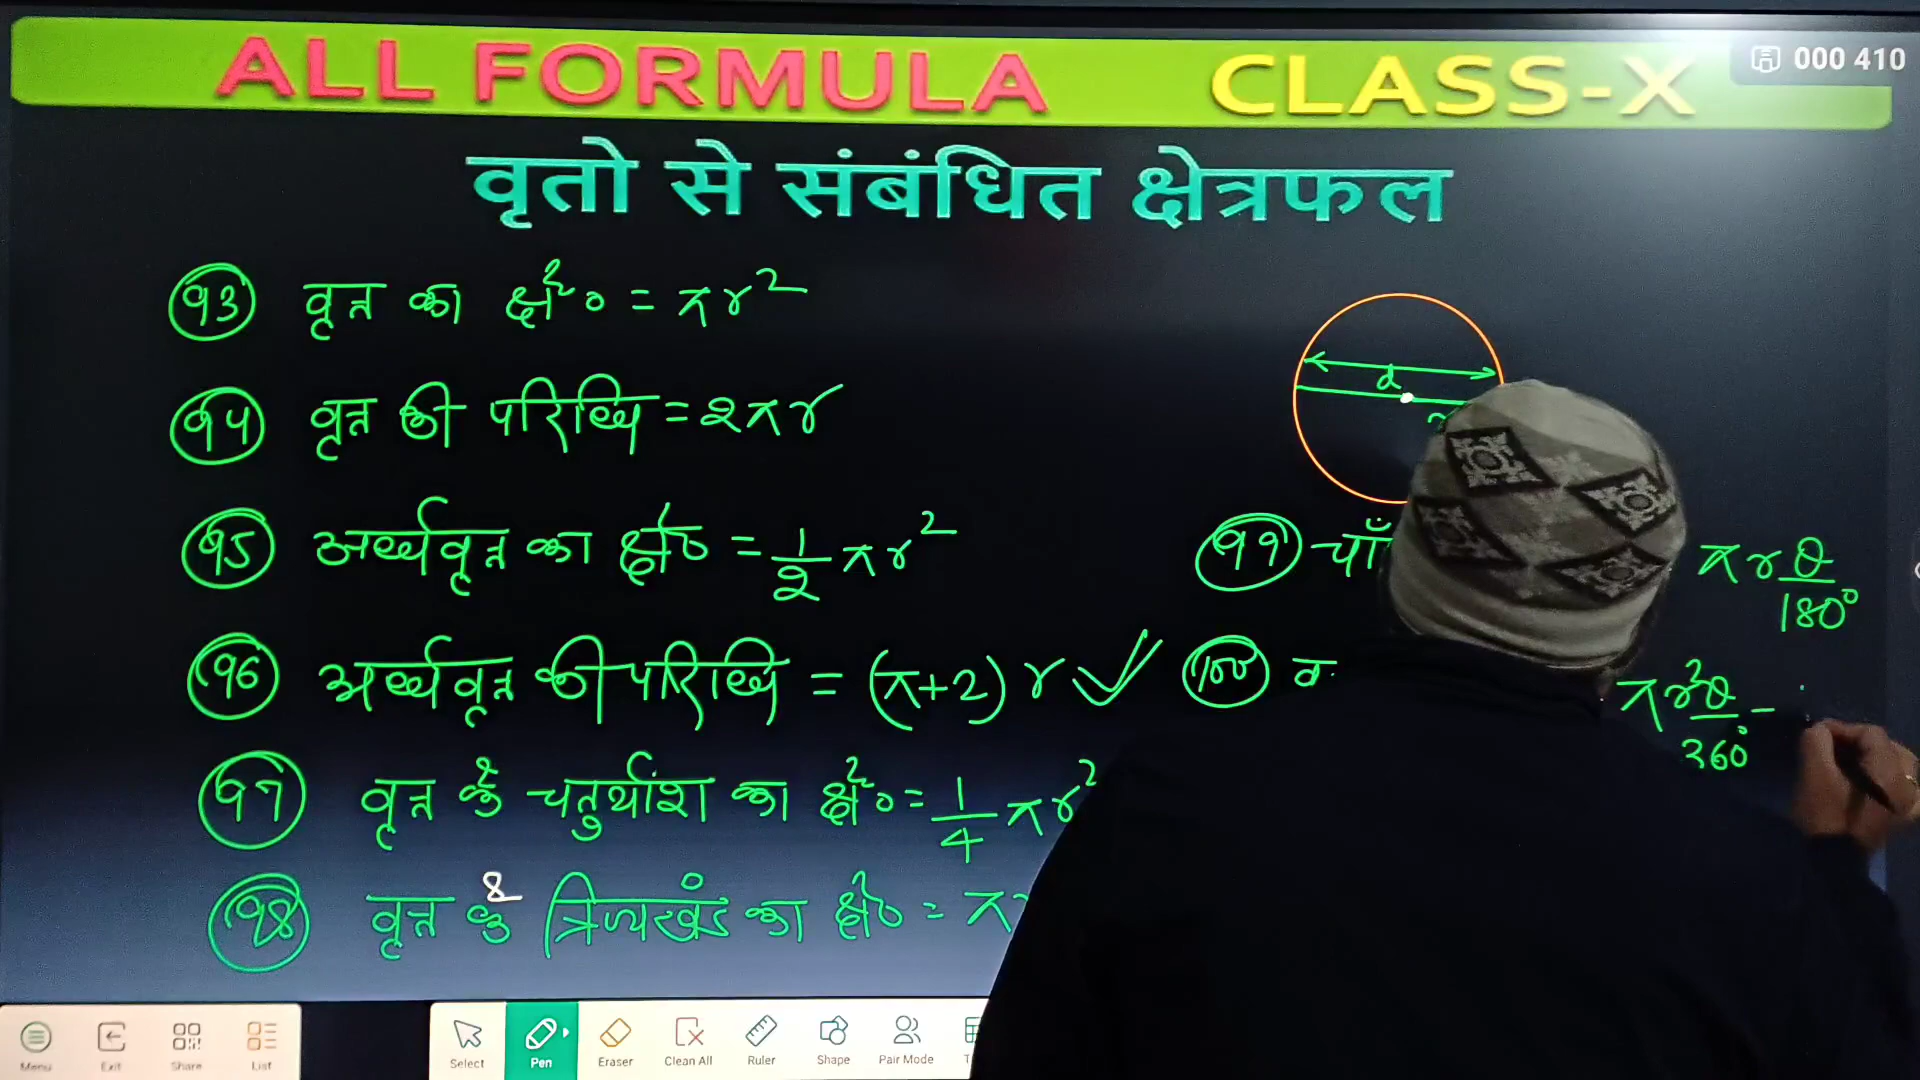 ALL FORMULA CLASS-X
000 410
वृतो से संबंधित क्षेत्रफल
93 वृत्त का क्षे० = πr²
94 वृत्त की परिधि = 2πr
95 अर्धवृत्त का क्षे० = 1/2 πr²
96 अर्धवृत्त की परिधि = (π+2) r ✓
97 वृत्त के चतुर्थांश का क्षे० = 1/4 πr²
98 वृत्त के त्रिज्यखंड का क्षे० = π
d
99 πr θ/180°
100 πr²θ/360° -
Menu Exit Share List Select Pen Eraser Clean All Ruler Shape Pair Mode